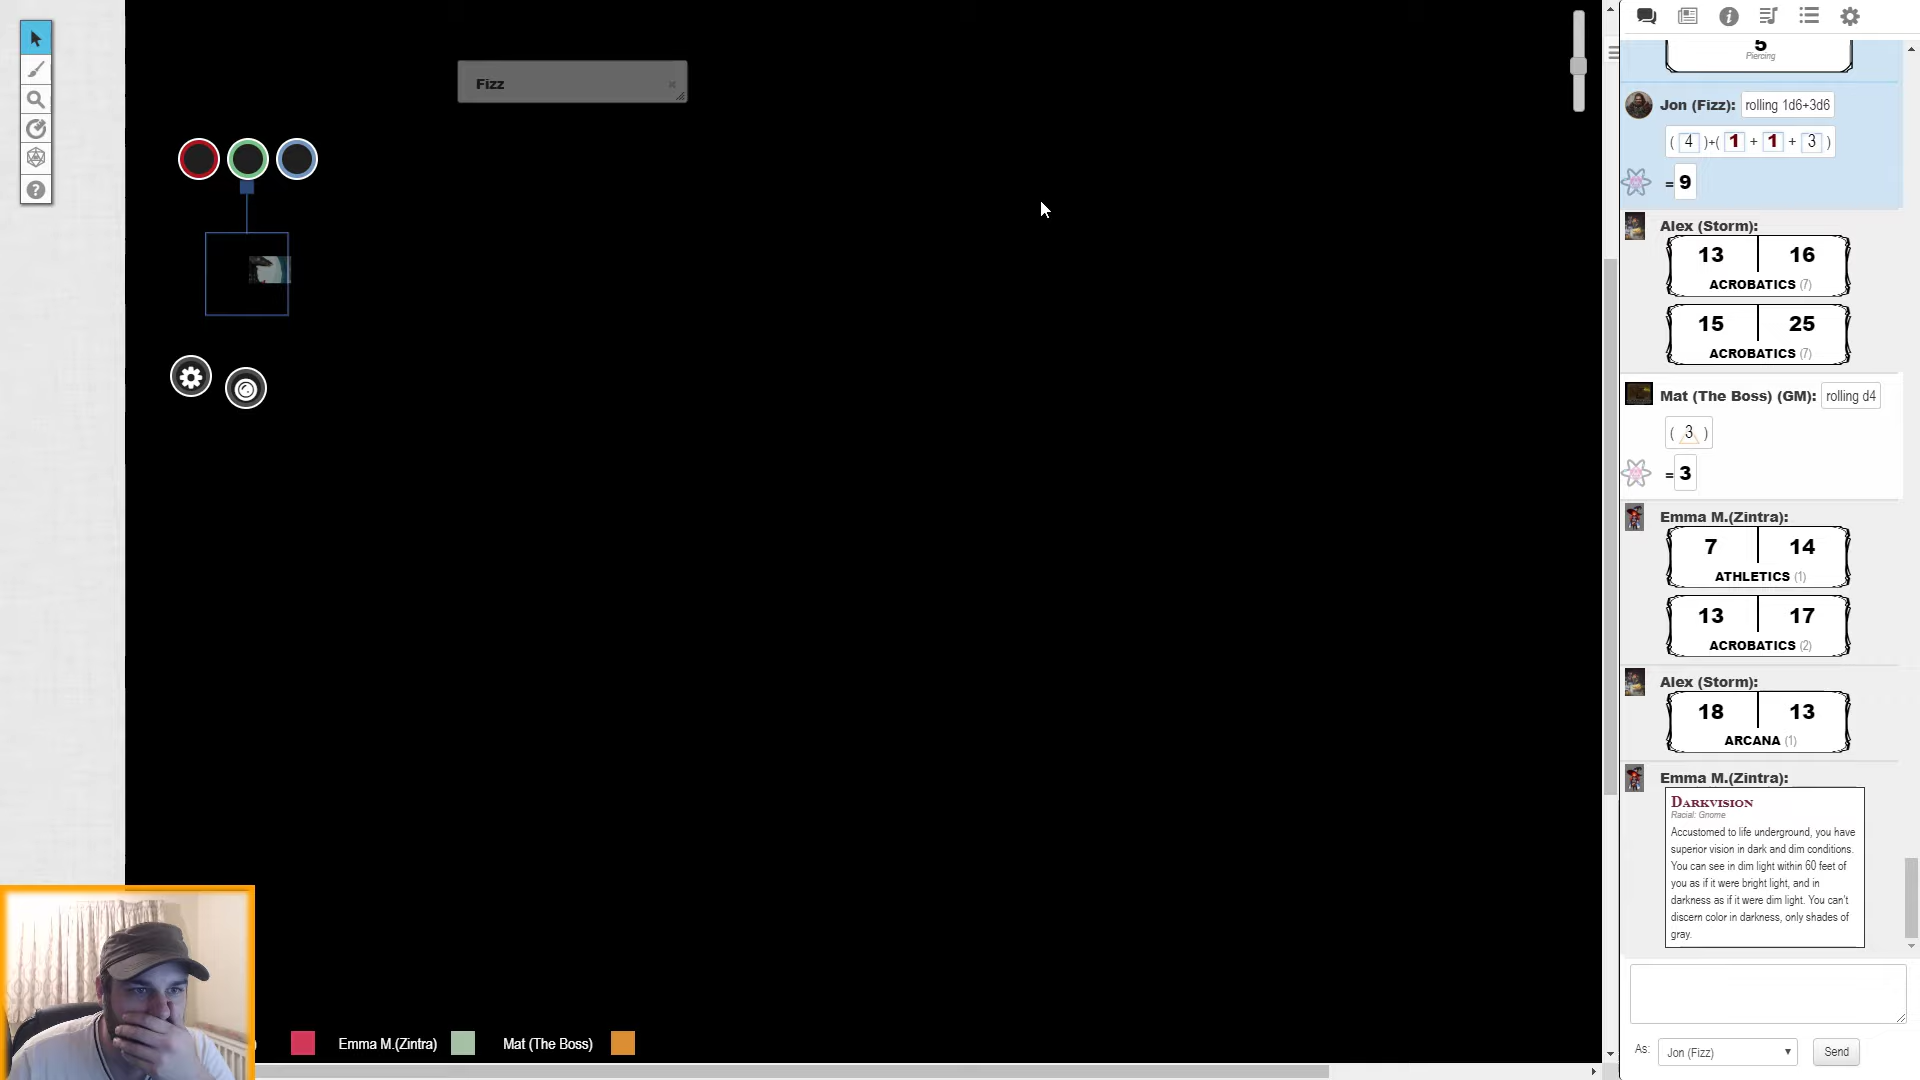 Fizz
5
Piercing
Jon (Fizz): rolling 1d6+3d6
( 4 )+( 1 + 1 + 3 )
= 9
Alex (Storm):
13 16
ACROBATICS (7)
15 25
ACROBATICS (7)
Mat (The Boss) (GM): rolling d4
( 3 )
= 3
Emma M.(Zintra):
7 14
ATHLETICS (1)
13 17
ACROBATICS (2)
Alex (Storm):
18 13
ARCANA (1)
Emma M.(Zintra):
DARKVISION
Racial: Gnome
Accustomed to life underground, you have
superior vision in dark and dim conditions.
You can see in dim light within 60 feet of
you as if it were bright light, and in
darkness as if it were dim light. You can't
discern color in darkness, only shades of
gray.
Emma M.(Zintra) Mat (The Boss)
As: Jon (Fizz) Send